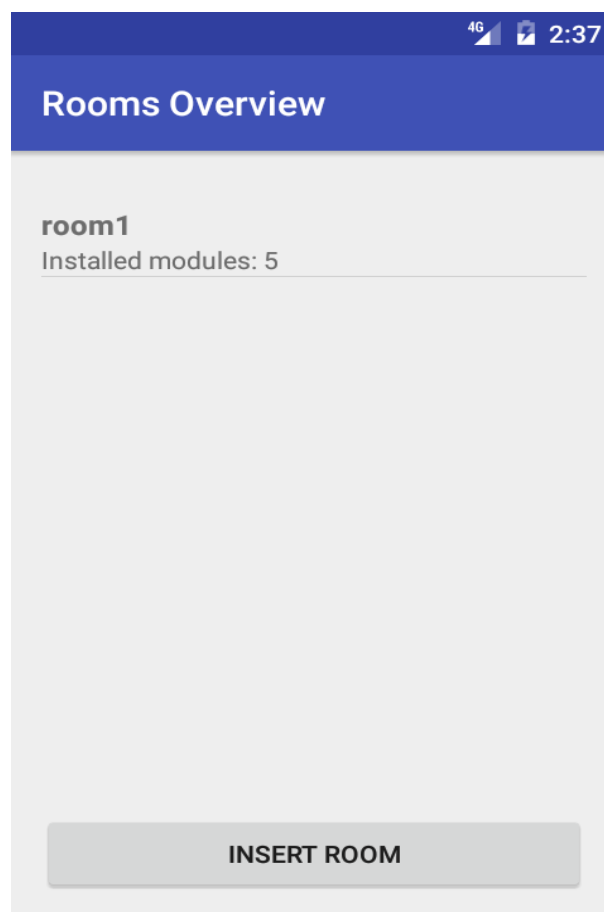 4G 2:37
Rooms Overview
room1
Installed modules: 5
INSERT ROOM